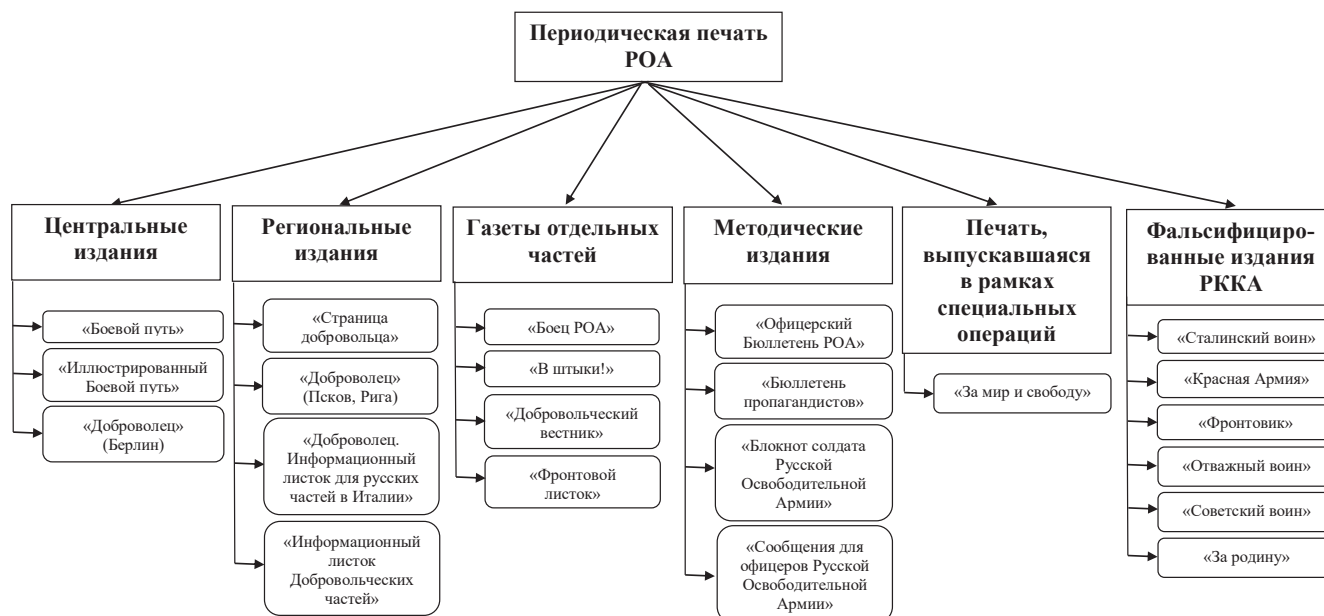 Периодическая печать
РОА
Центральные
издания
«Боевой путь»
«Иллюстрированный
Боевой путь»
«Доброволец»
(Берлин)
Региональные
издания
«Страница
добровольца»
«Доброволец»
(Псков, Рига)
«Доброволец.
Информационный
листок для русских
частей в Италии»
«Информационный
листок
Добровольческих
частей»
Газеты отдельных
частей
«Боец РОА»
«В штыки!»
«Добровольческий
вестник»
«Фронтовой
листок»
Методические
издания
«Офицерский
Бюллетень РОА»
«Бюллетень
пропагандистов»
«Блокнот солдата
Русской
Освободительной
Армии»
«Сообщения для
офицеров Русской
Освободительной
Армии»
Печать,
выпускавшаяся
в рамках
специальных
операций
«За мир и свободу»
Фальсифициро-
ванные издания
РККА
«Сталинский воин»
«Красная Армия»
«Фронтовик»
«Отважный воин»
«Советский воин»
«За родину»